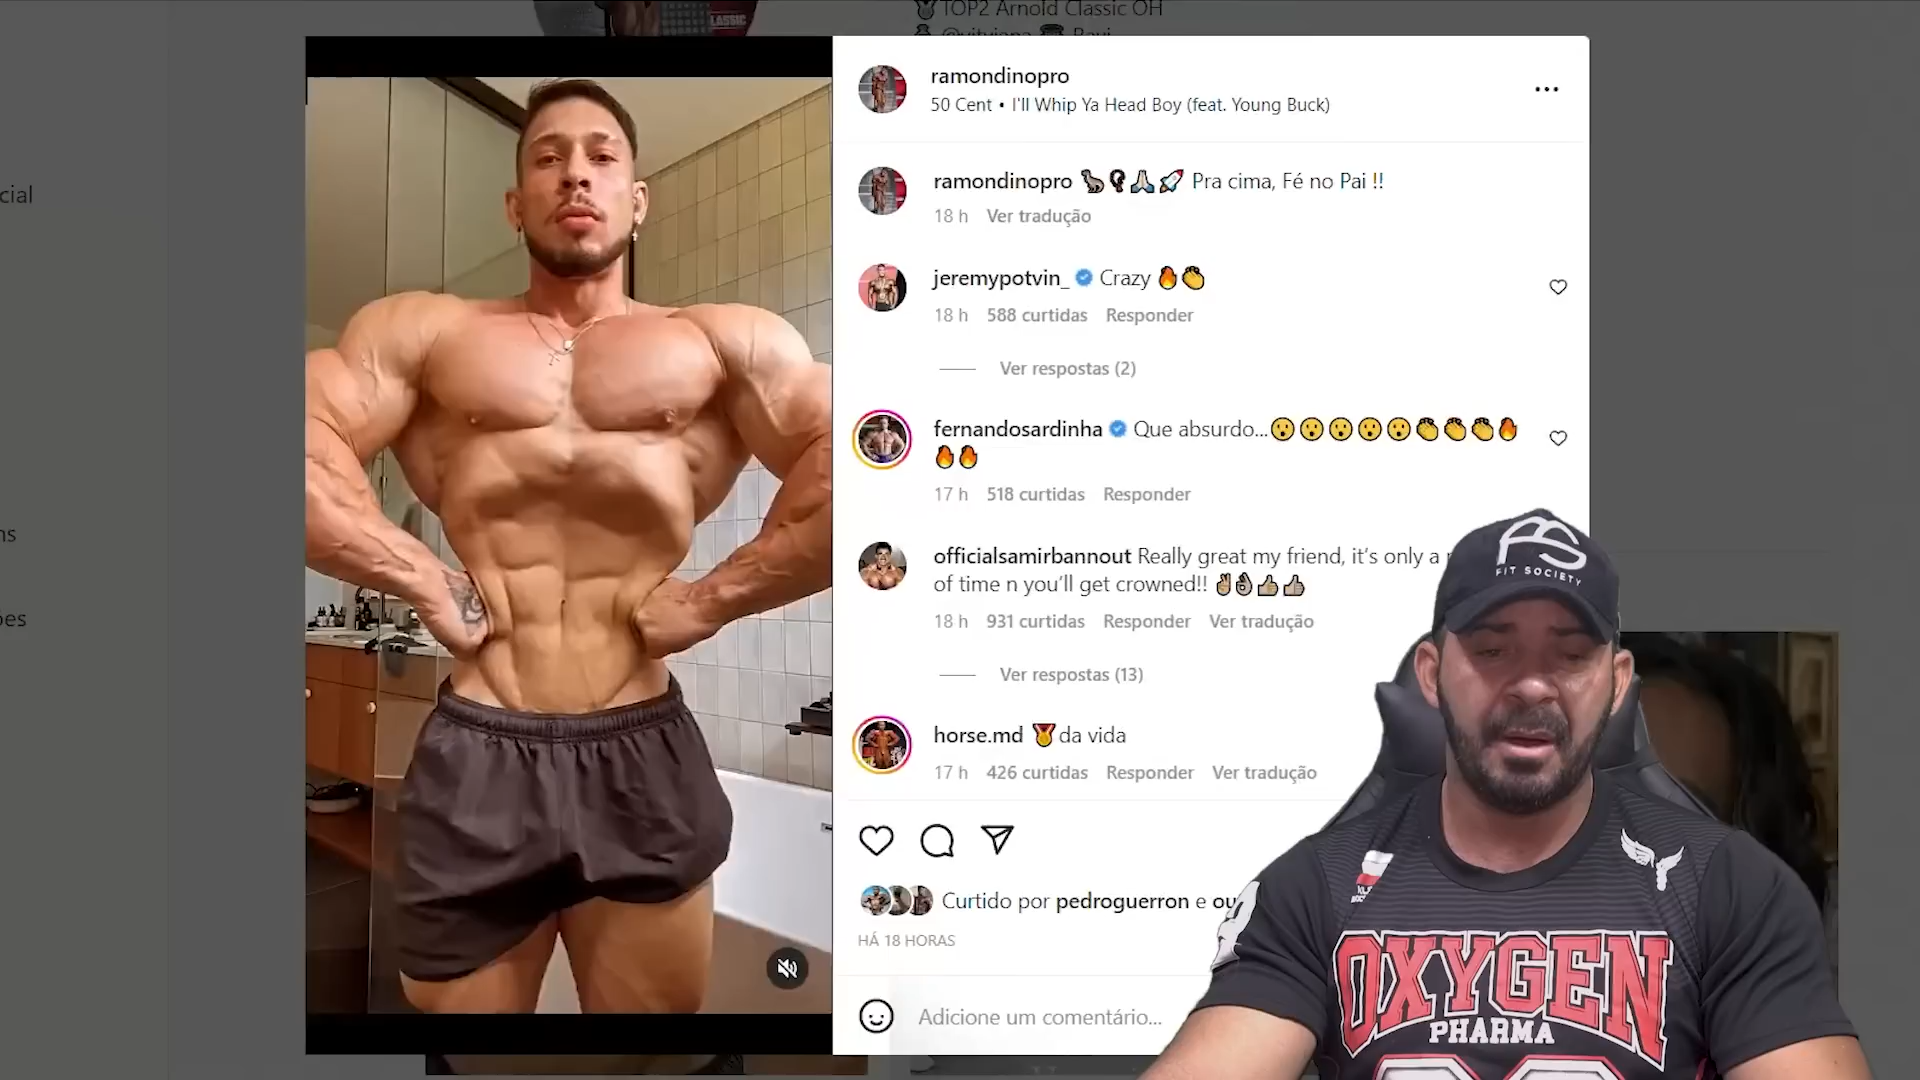 CLASSIC
TOP2 Arnold Classic OH
cial
ns
ramondinopro
50 Cent • I'll Whip Ya Head Boy (feat. Young Buck)
ramondinopro 🦕🎈🙏🏻🚀 Pra cima, Fé no Pai !!
18 h Ver tradução
jeremypotvin_ Crazy 🔥👏
18 h 588 curtidas Responder
Ver respostas (2)
fernandosardinha Que absurdo...😮😮😮😮😮👏👏👏🔥
🔥🔥
17 h 518 curtidas Responder
officialsamirbannout Really great my friend, it's only a
of time n you'll get crowned!! ✌🏼👌🏼👍🏼👍🏼
18 h 931 curtidas Responder Ver tradução
Ver respostas (13)
horse.md 🏅da vida
17 h 426 curtidas Responder Ver tradução
Curtido por pedroguerron e ou
HÁ 18 HORAS
Adicione um comentário...
FIT SOCIETY
OXYGEN
PHARMA